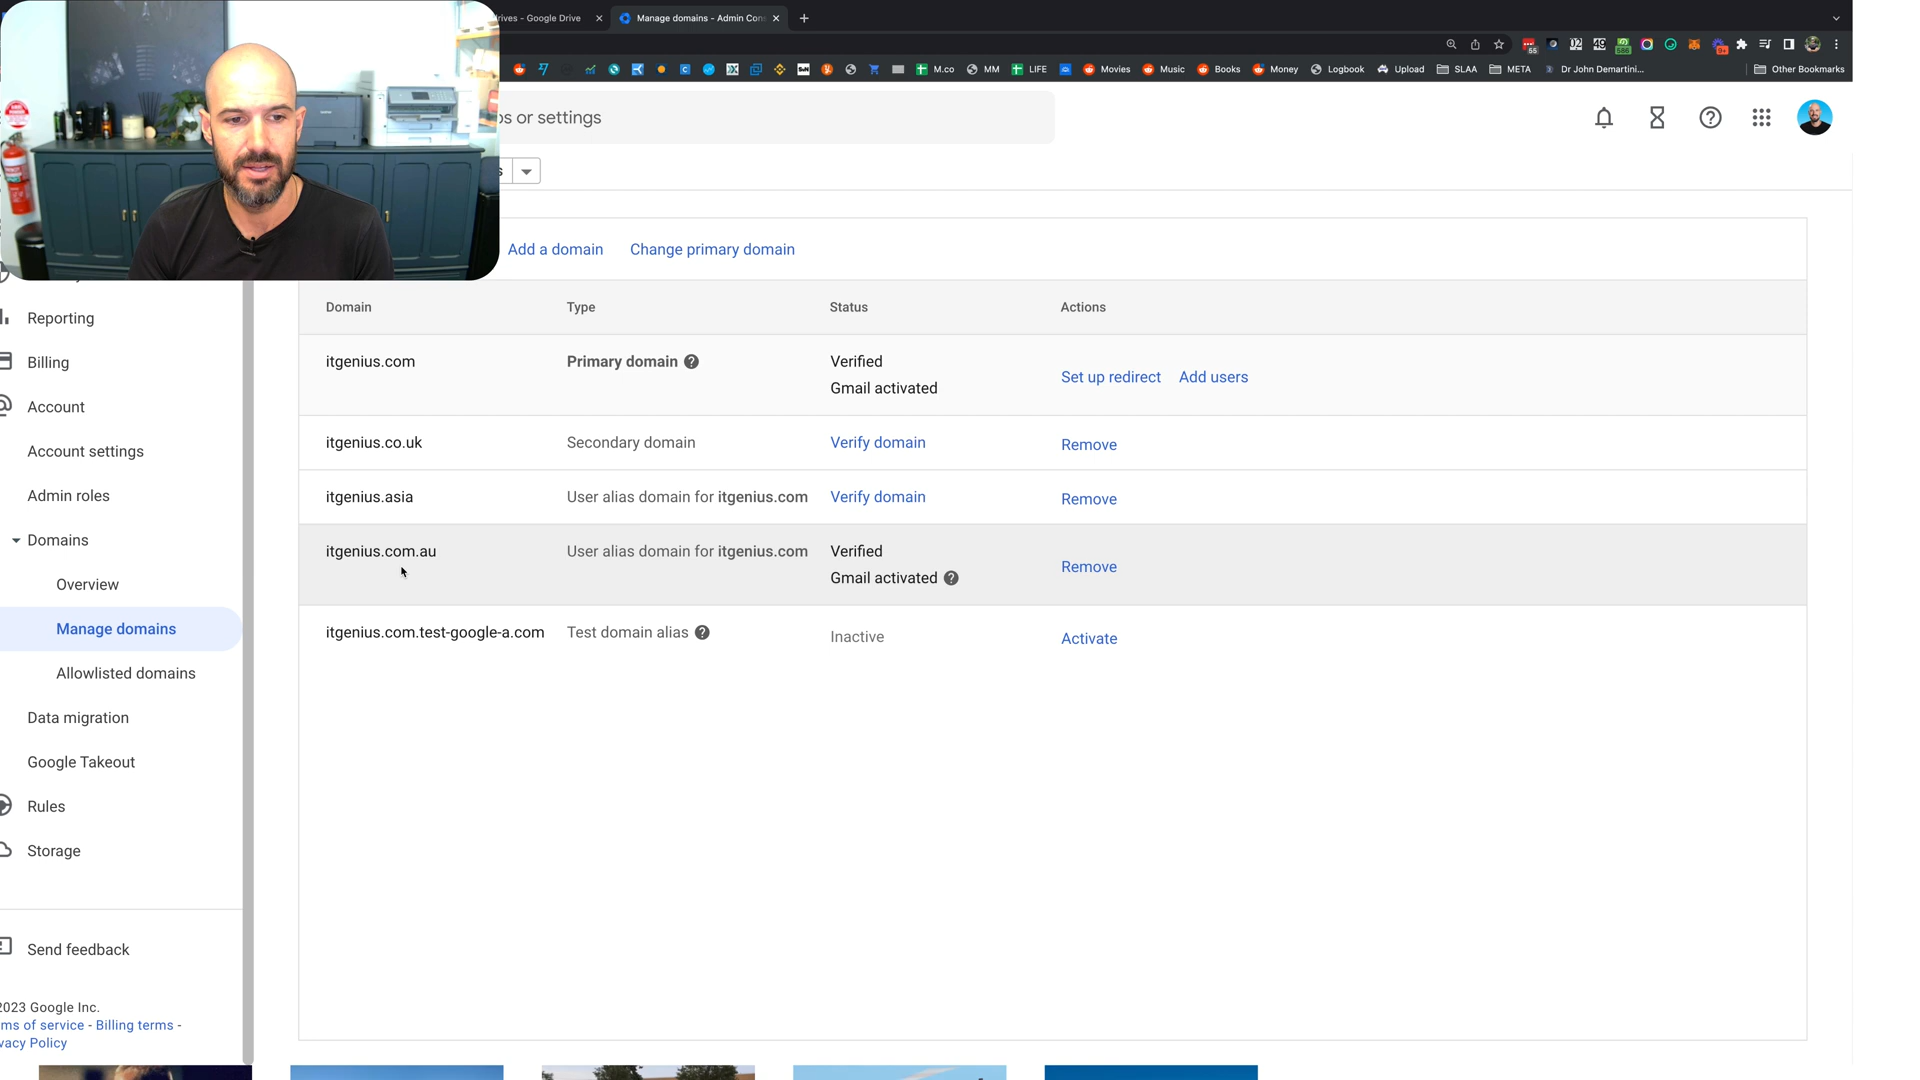 rives - Google Drive
Manage domains - Admin Con
55
586
9+
M.co
MM
LIFE
Movies
Music
Books
Money
Logbook
Upload
SLAA
META
Dr John Demartini...
Other Bookmarks
os or settings
s
Add a domain
Change primary domain
Domain
Type
Status
Actions
itgenius.com
Primary domain
Verified
Gmail activated
Set up redirect
Add users
itgenius.co.uk
Secondary domain
Verify domain
Remove
itgenius.asia
User alias domain for itgenius.com
Verify domain
Remove
itgenius.com.au
User alias domain for itgenius.com
Verified
Gmail activated
Remove
itgenius.com.test-google-a.com
Test domain alias
Inactive
Activate
Reporting
Billing
Account
Account settings
Admin roles
Domains
Overview
Manage domains
Allowlisted domains
Data migration
Google Takeout
Rules
Storage
Send feedback
2023 Google Inc.
ms of service - Billing terms -
vacy Policy